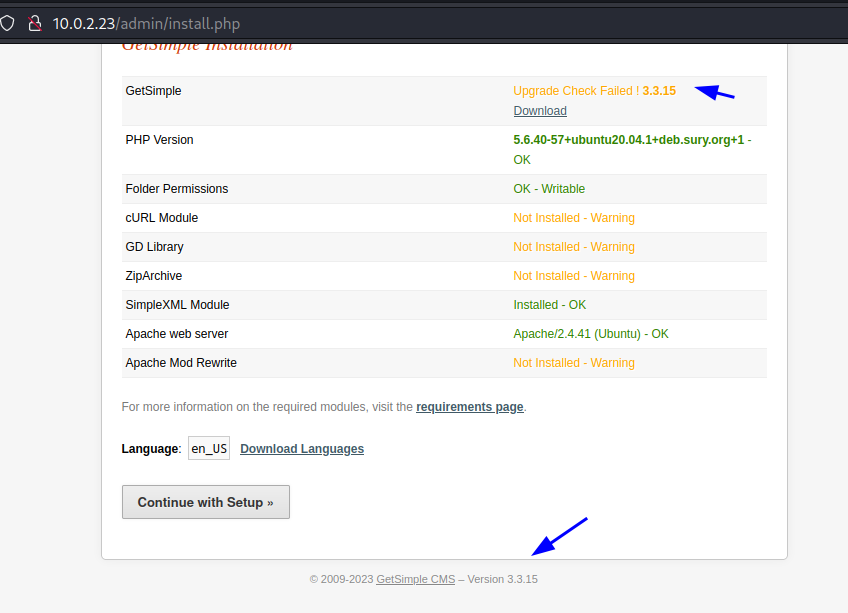 10.0.2.23/admin/install.php
GetSimple Installation
GetSimple Upgrade Check Failed ! 3.3.15
Download
PHP Version 5.6.40-57+ubuntu20.04.1+deb.sury.org+1 -
OK
Folder Permissions OK - Writable
cURL Module Not Installed - Warning
GD Library Not Installed - Warning
ZipArchive Not Installed - Warning
SimpleXML Module Installed - OK
Apache web server Apache/2.4.41 (Ubuntu) - OK
Apache Mod Rewrite Not Installed - Warning
For more information on the required modules, visit the requirements page.
Language: en_US Download Languages
Continue with Setup »
© 2009-2023 GetSimple CMS – Version 3.3.15